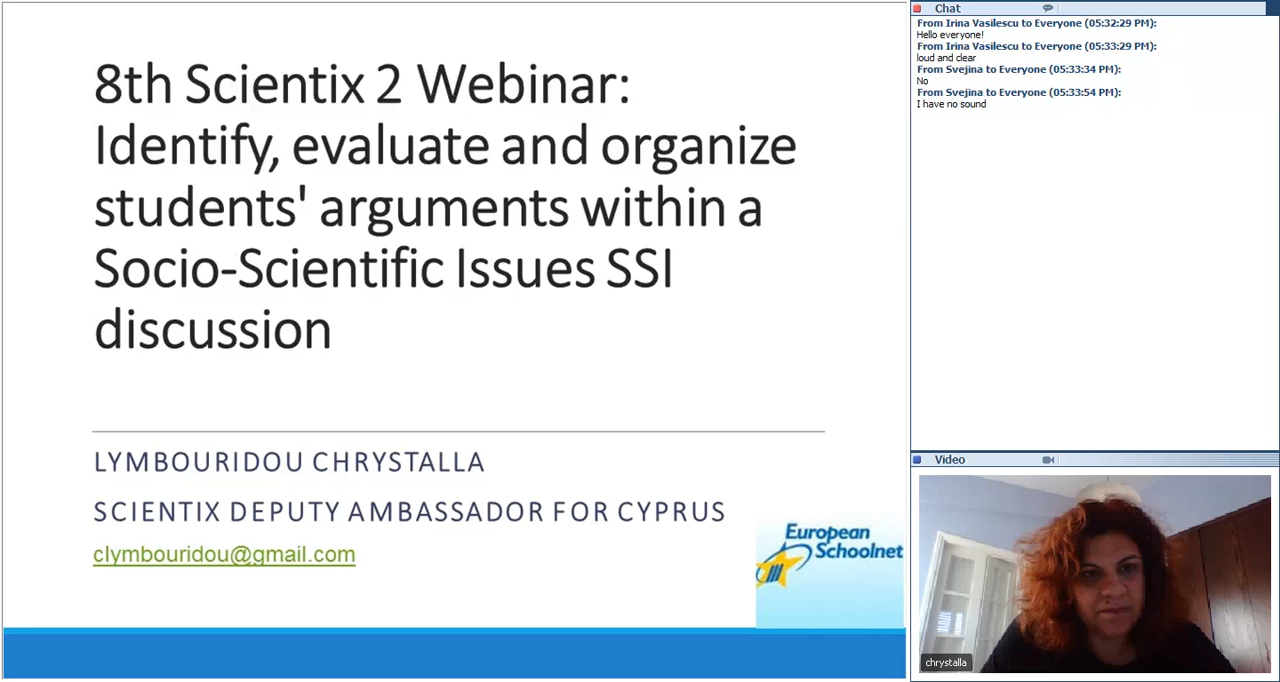 8th Scientix 2 Webinar:
Identify, evaluate and organize
students' arguments within a
Socio-Scientific Issues SSI
discussion
LYMBOURIDOU CHRYSTALLA
SCIENTIX DEPUTY AMBASSADOR FOR CYPRUS
clymbouridou@gmail.com
European
Schoolnet
Chat
From Irina Vasilescu to Everyone (05:32:29 PM):
Hello everyone!
From Irina Vasilescu to Everyone (05:33:29 PM):
loud and clear
From Svejina to Everyone (05:33:34 PM):
No
From Svejina to Everyone (05:33:54 PM):
I have no sound
Video
chrystalla